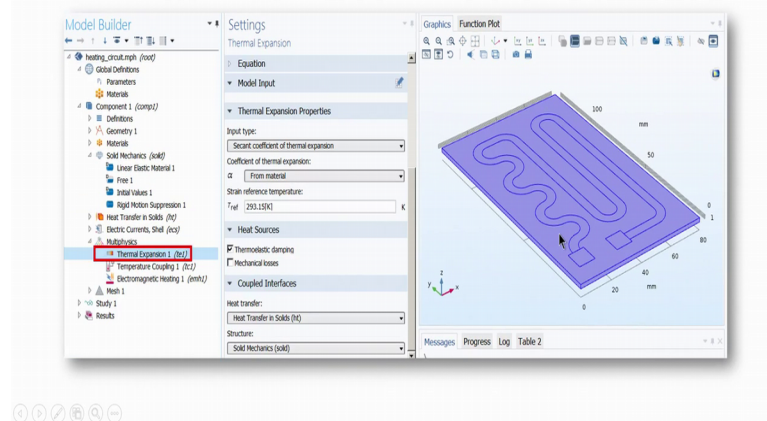 Model Builder
heating_circuit.mph (root)
Global Definitions
Parameters
Materials
Component 1 (comp1)
Definitions
Geometry 1
Materials
Solid Mechanics (solid)
Linear Elastic Material 1
Free 1
Initial Values 1
Rigid Motion Suppression 1
Heat Transfer in Solids (ht)
Electric Currents, Shell (ecs)
Multiphysics
Thermal Expansion 1 (te1)
Temperature Coupling 1 (tc1)
Electromagnetic Heating 1 (emh1)
Mesh 1
Study 1
Results
Settings
Thermal Expansion
Equation
Model Input
Thermal Expansion Properties
Input type:
Secant coefficient of thermal expansion
Coefficient of thermal expansion:
α From material
Strain reference temperature:
Tref 293.15[K] K
Heat Sources
Thermoelastic damping
Mechanical losses
Coupled Interfaces
Heat transfer:
Heat Transfer in Solids (ht)
Structure:
Solid Mechanics (solid)
Graphics Function Plot
100
mm
50
0
1
80
60
40
mm
20
0
z
y
x
Messages Progress Log Table 2